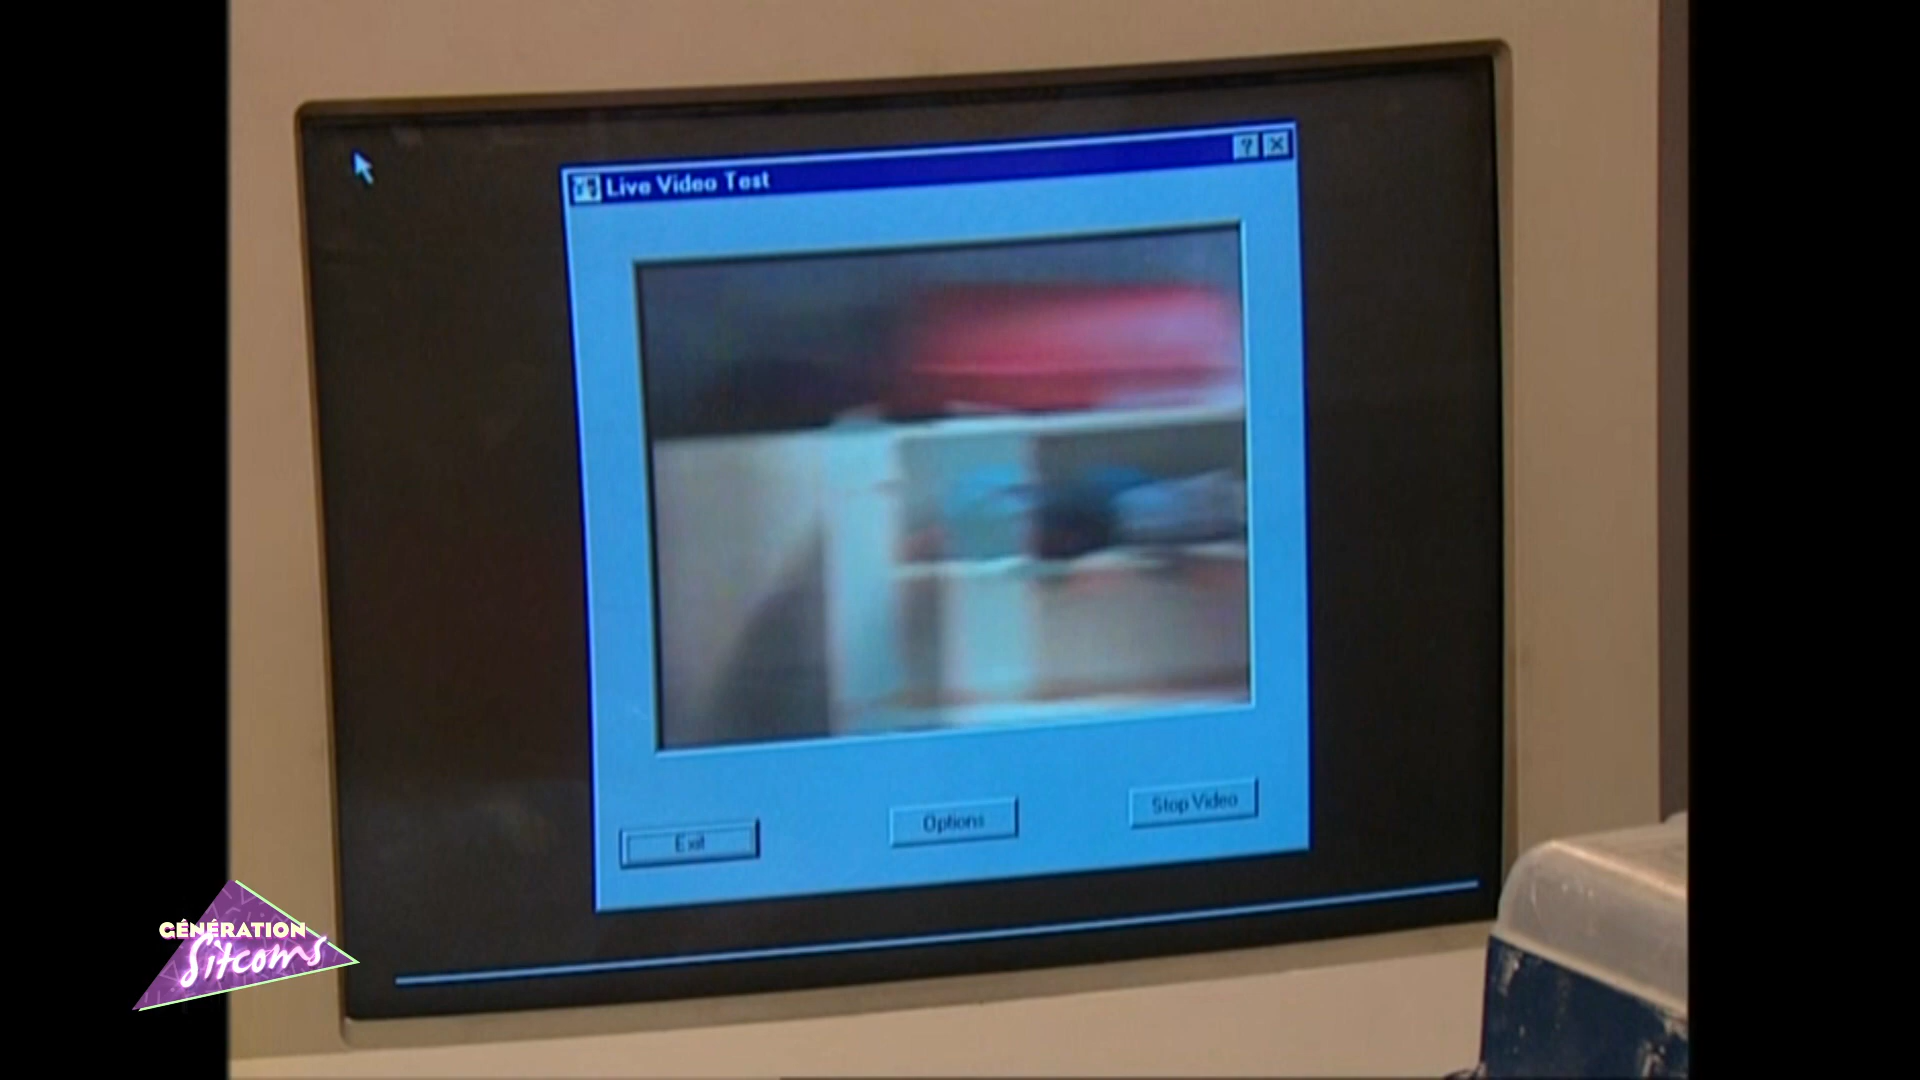 Live Video Test
Exit
Options
Stop Video
GÉNÉRATION
Sitcoms